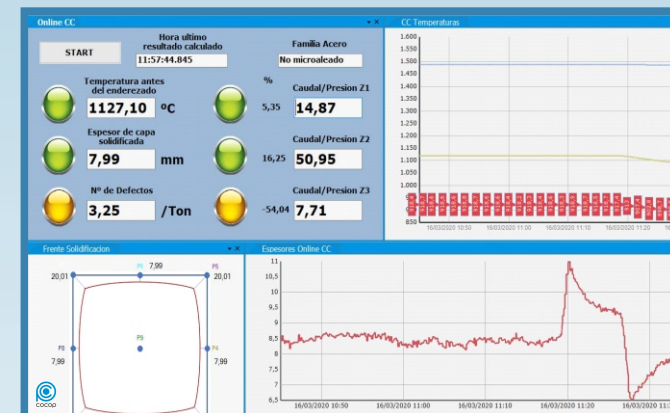 Online CC
START
Hora ultimo
resultado calculado
11:57:44.845
Familia Acero
No microaleado
Temperatura antes
del enderezado
1127,10 ºC
%
5,35
Caudal/Presion Z1
14,87
Espesor de capa
solidificada
7,99 mm
16,25
Caudal/Presion Z2
50,95
Nº de Defectos
3,25 /Ton
-54,04
Caudal/Presion Z3
7,71
CC Temperaturas
1.600
1.550
1.500
1.450
1.400
1.350
1.300
1.250
1.200
1.150
1.100
1.050
1.000
850
16/03/2020 10:50 16/03/2020 11:00 16/03/2020 11:10 16/03/2020 11:20
Frente Solidificacion
20,01
7,99
20,01
P5
7,99
7,99
cocop
Espesores Online CC
11
10,5
10
9,5
9
8,5
8
7,5
7
6,5
16/03/2020 10:50 16/03/2020 11:00 16/03/2020 11:10 16/03/2020 11:20